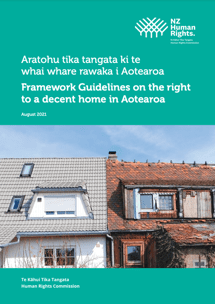 NZ
Human
Rights.
Aratohu tika tangata ki te
whai whare rawaka i Aotearoa
Framework Guidelines on the right
to a decent home in Aotearoa
August 2021
Te Kāhui Tika Tangata
Human Rights Commission